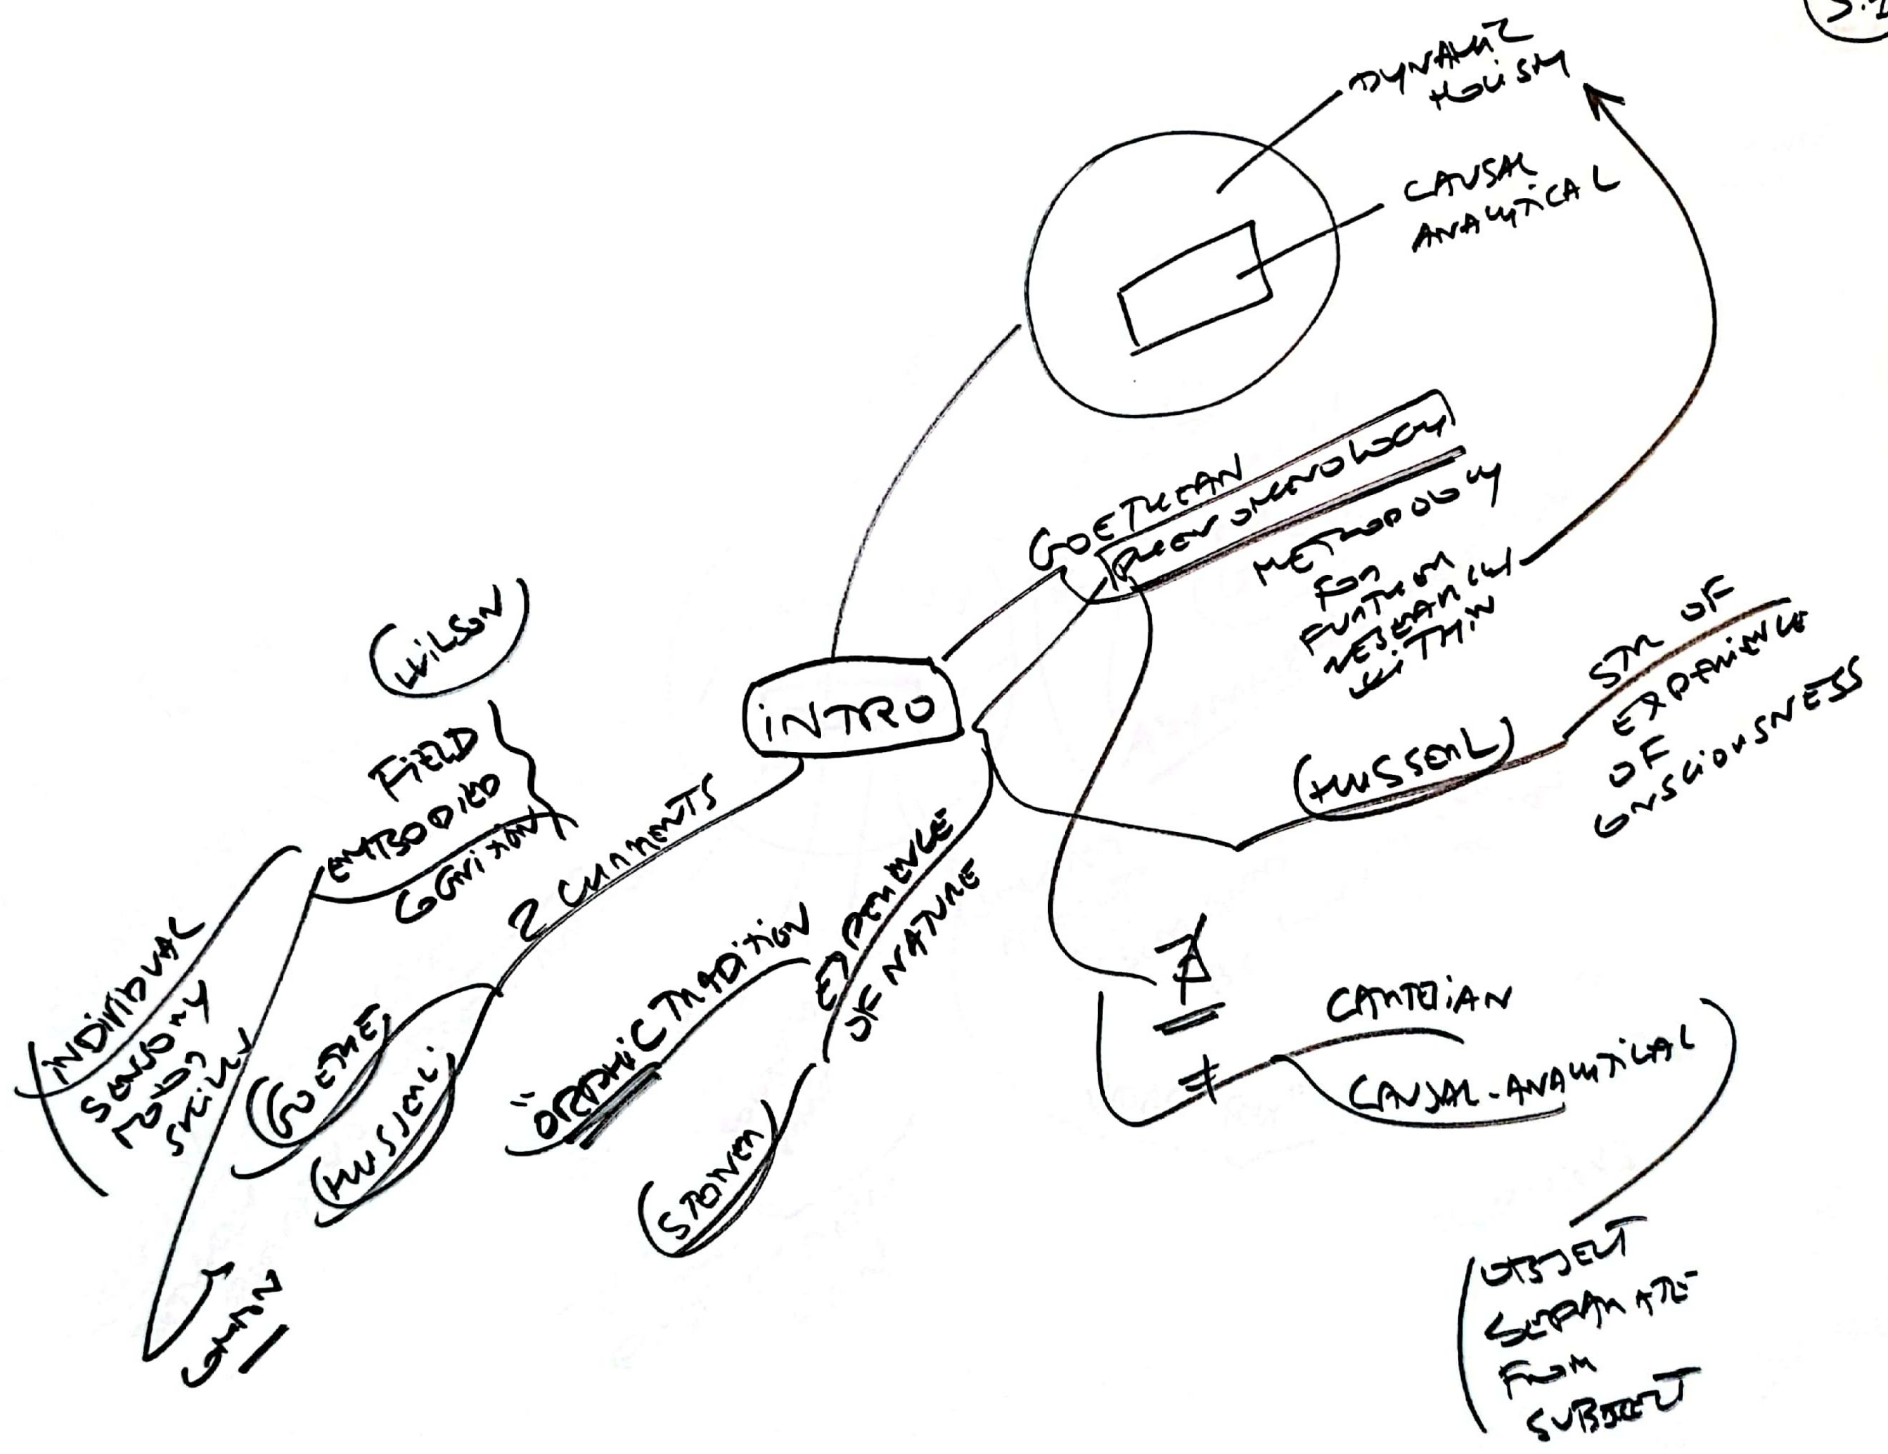 DYNAMIC
HOLISM
CAUSAL
ANALYTICAL
GOETHEAN
PHENOMENOLOGY
METHODOLOGY
FOR
FURTHER
RESEARCH
WITHIN
INTRO
HUSSERL
STR OF
EXPERIENCE
OF
CONSCIOUSNESS
WILSON
FIELD
EMBODIED
COGNITION
2 CURRENTS
INDIVIDUAL
SENSORY
MOTOR
SKILLS
GOETHE
HUSSERL
COMMON
EXPERIENCE
OF NATURE
"ORPHIC TRADITION
STEINER
≠
CARTESIAN
CAUSAL-ANALYTICAL
OBJECT
SEPARATE
FROM
SUBJECT